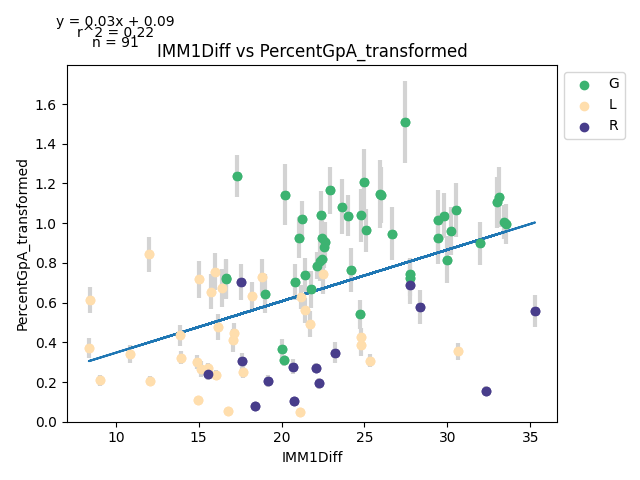 y = 0.03x + 0.09
r^2 = 0.22
n = 91
IMM1Diff vs PercentGpA_transformed
G
L
R
PercentGpA_transformed
1.6
1.4
1.2
1.0
0.8
0.6
0.4
0.2
0.0
10 15 20 25 30 35
IMM1Diff